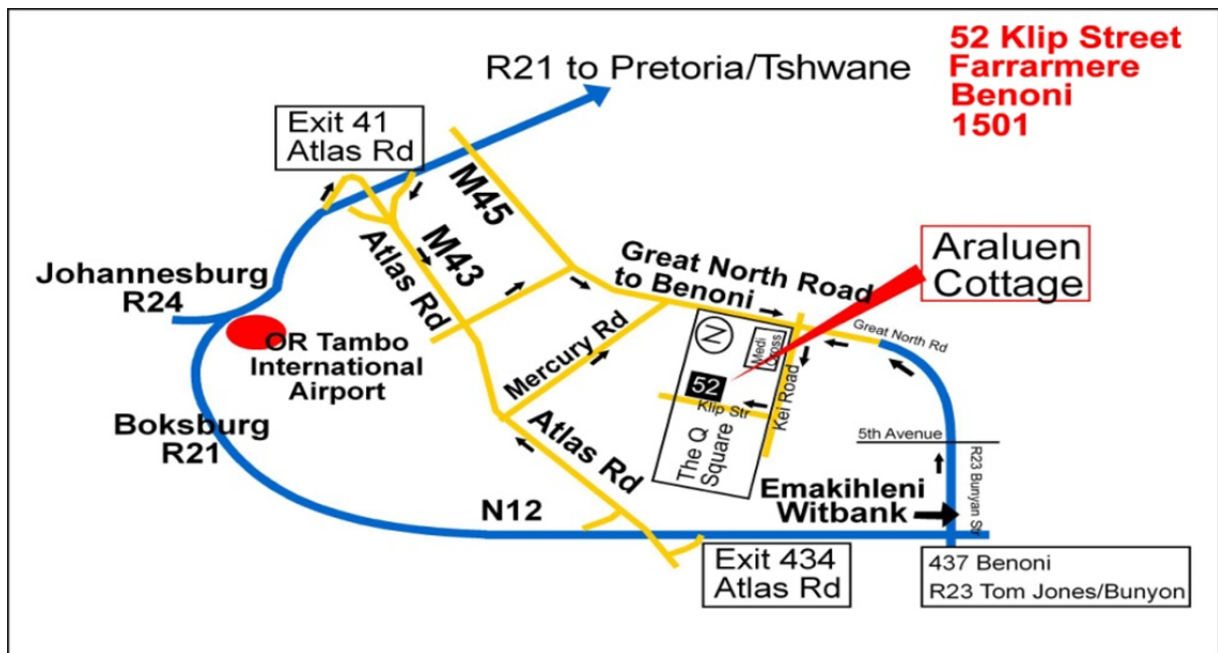 52 Klip Street
Farrarmere
Benoni
1501
R21 to Pretoria/Tshwane
Exit 41
Atlas Rd
M45
M43
Atlas Rd
Great North Road
to Benoni
Araluen
Cottage
Johannesburg
R24
OR Tambo
International
Airport
Mercury Rd
N
Medi
Cross
Great North Rd
52
Klip Str
Kei Road
The Q
Square
Boksburg
R21
Atlas Rd
5th Avenue
R23 Bunyan Str
Emakihleni
Witbank
N12
Exit 434
Atlas Rd
437 Benoni
R23 Tom Jones/Bunyon